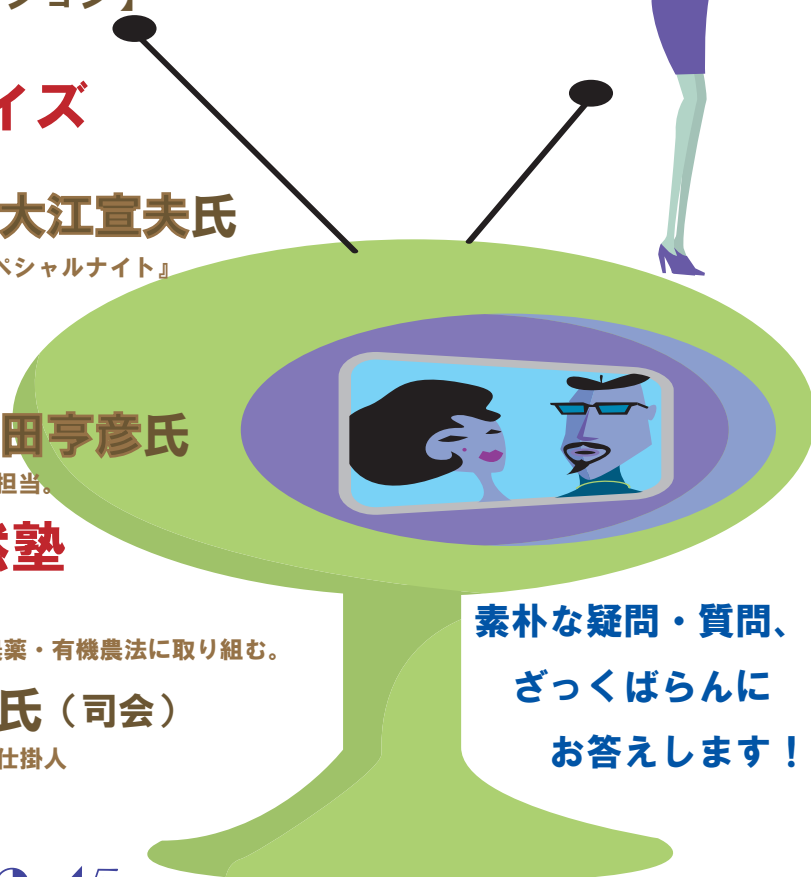 ション】
イズ
大江宣夫氏
ペシャルナイト』
田亨彦氏
担当。
塾
薬・有機農法に取り組む。
氏（司会）
仕掛人
素朴な疑問・質問、
ざっくばらんに
お答えします！